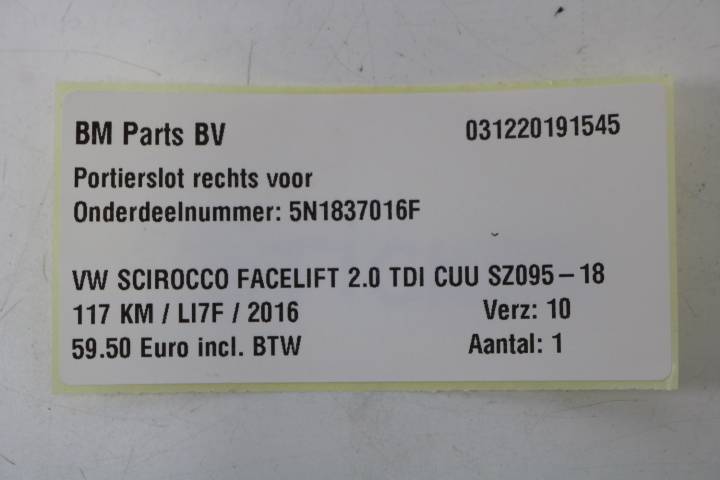 BM Parts BV 031220191545
Portierslot rechts voor
Onderdeelnummer: 5N1837016F
VW SCIROCCO FACELIFT 2.0 TDI CUU SZ095-18
117 KM / LI7F / 2016 Verz: 10
59.50 Euro incl. BTW Aantal: 1